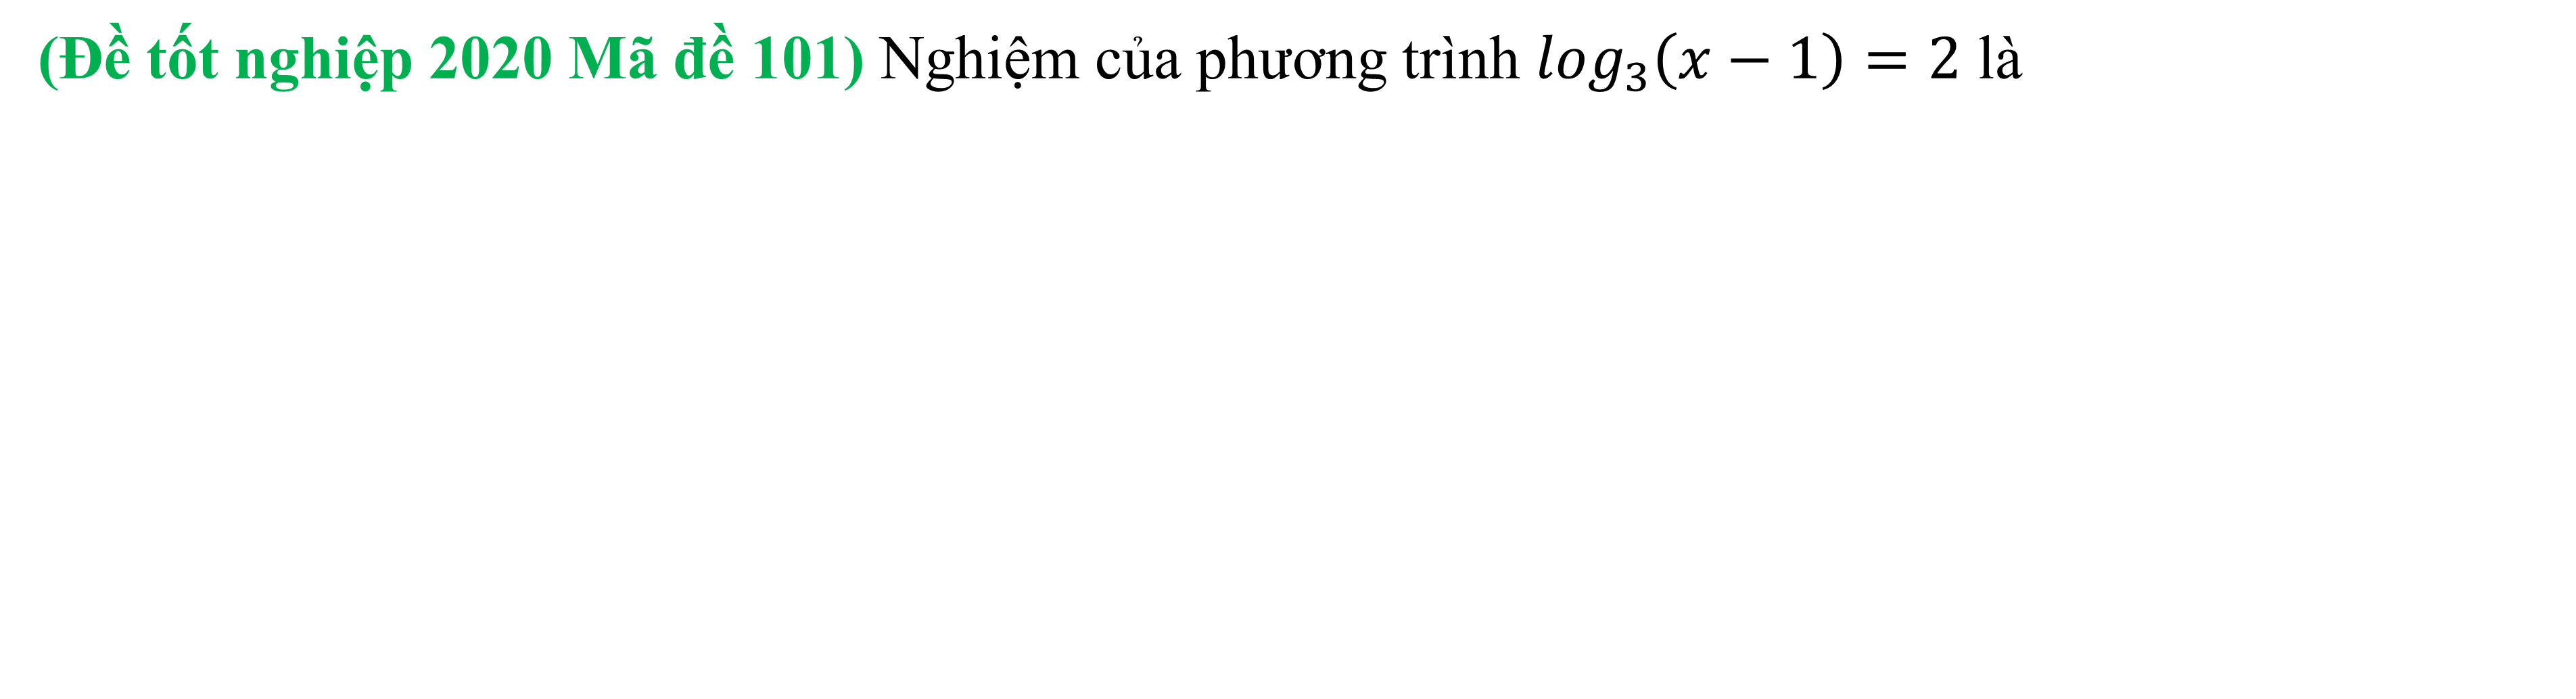 (Đề tốt nghiệp 2020 Mã đề 101) Nghiệm của phương trình log₃(x − 1) = 2 là